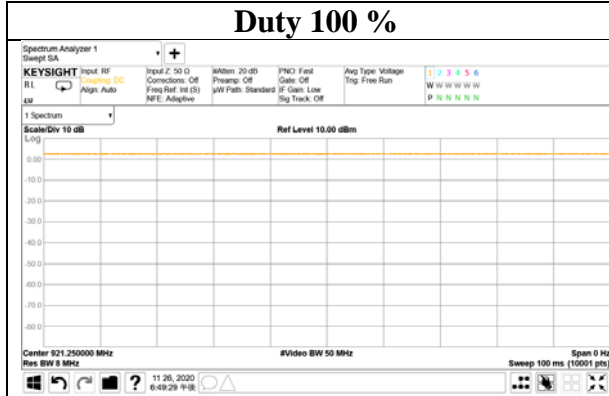 Duty 100 %
Spectrum Analyzer 1
Swept SA
+
KEYSIGHT Input: RF Input Z: 50 Ω #Atten: 20 dB PNO: Fast Avg Type: Voltage 1 2 3 4 5 6
RL Coupling: DC Corrections: Off Preamp: Off Gate: Off Trig: Free Run W W W W W W
Align: Auto Freq Ref: Int (S) µW Path: Standard IF Gain: Low
NFE: Adaptive Sig Track: Off P N N N N N
1 Spectrum
Scale/Div 10 dB Ref Level 10.00 dBm
Log
0.00
-10.0
-20.0
-30.0
-40.0
-50.0
-60.0
-70.0
-80.0
Center 921.250000 MHz #Video BW 50 MHz Span 0 Hz
Res BW 8 MHz Sweep 100 ms (10001 pts)
? 11 26, 2020
6:49:29 午後